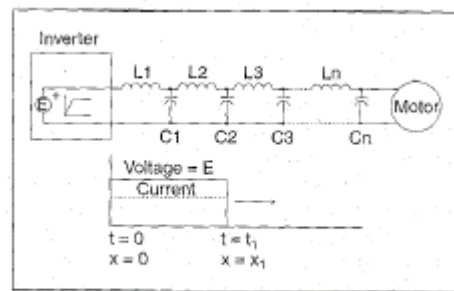 Inverter
L1 L2 L3 Ln
E + Motor
C1 C2 C3 Cn
Voltage = E
Current
t = 0 t = t₁
x = 0 x = x₁